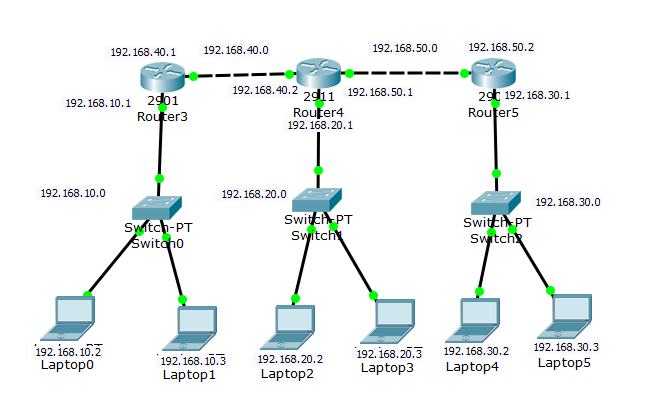 192.168.40.1
192.168.40.0
192.168.50.0
192.168.50.2
2901
Router3
192.168.40.2
2911
Router4
192.168.50.1
192.168.30.1
Router5
192.168.10.1
192.168.20.1
192.168.10.0
192.168.20.0
192.168.30.0
Switch-PT
Switch0
Switch-PT
Switch1
Switch-PT
Switch2
192.168.10.2
Laptop0
192.168.10.3
Laptop1
192.168.20.2
Laptop2
192.168.20.3
Laptop3
192.168.30.2
Laptop4
192.168.30.3
Laptop5